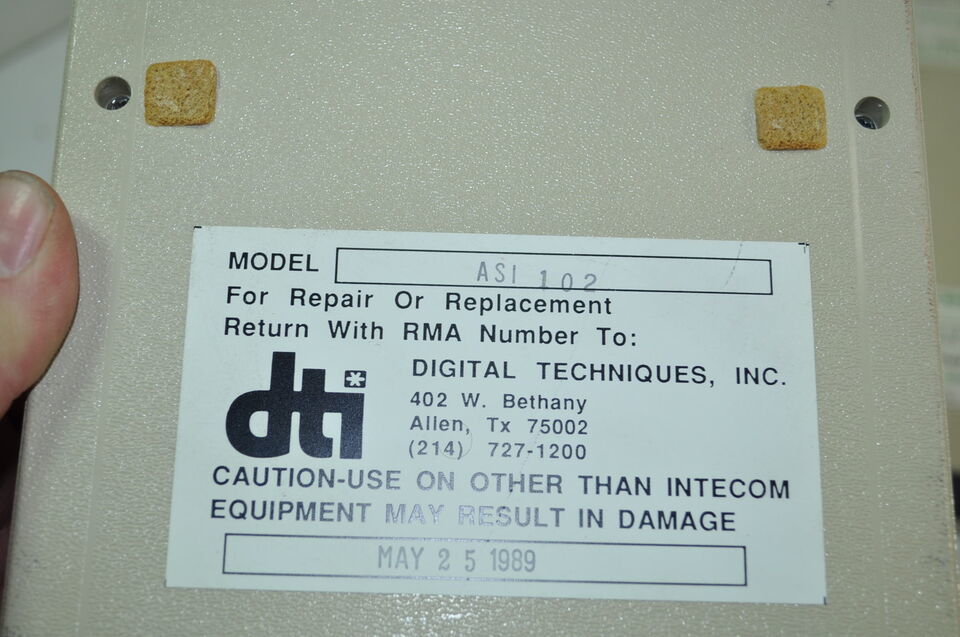 MODEL ASI 102
For Repair Or Replacement
Return With RMA Number To:
dti*
DIGITAL TECHNIQUES, INC.
402 W. Bethany
Allen, Tx 75002
(214) 727-1200
CAUTION-USE ON OTHER THAN INTECOM
EQUIPMENT MAY RESULT IN DAMAGE
MAY 25 1989